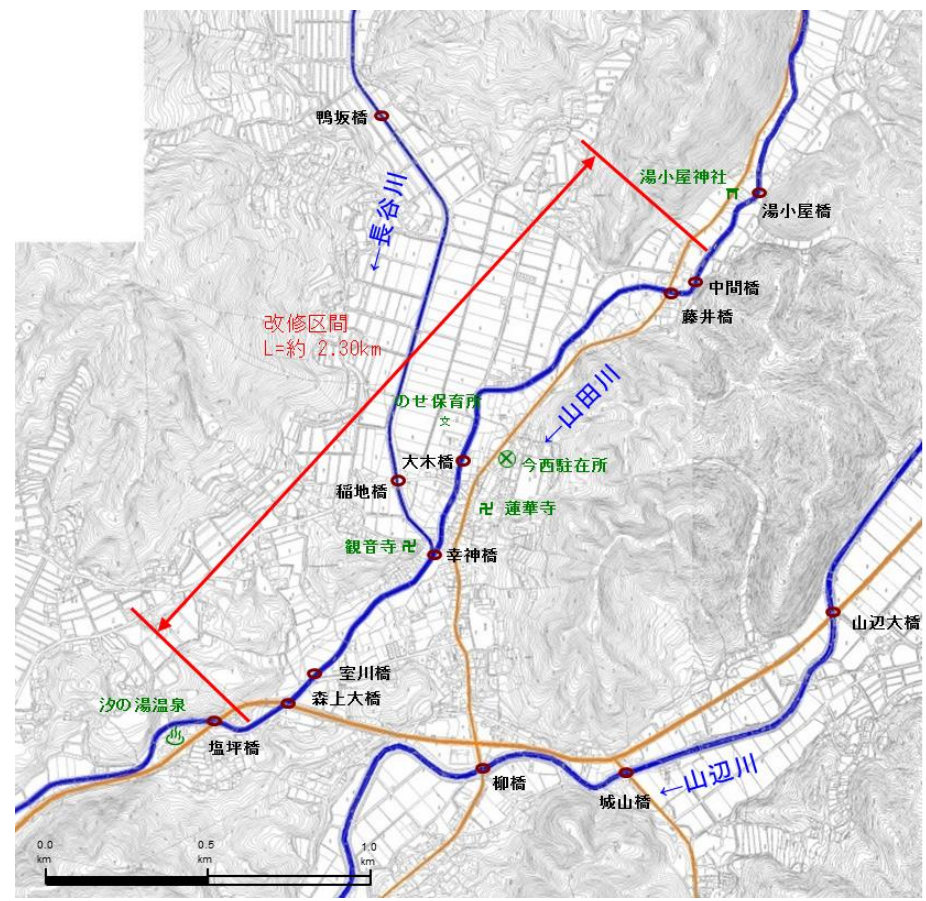 鴨坂橋
湯小屋神社
湯小屋橋
←長谷川
中間橋
藤井橋
改修区間
L=約 2.30km
←山田川
のせ保育所
文
大木橋
今西駐在所
稲地橋
卍 蓮華寺
観音寺 卍
幸神橋
山辺大橋
室川橋
森上大橋
汐の湯温泉
塩坪橋
柳橋
←山辺川
城山橋
0.0
km
0.5
km
1.0
km